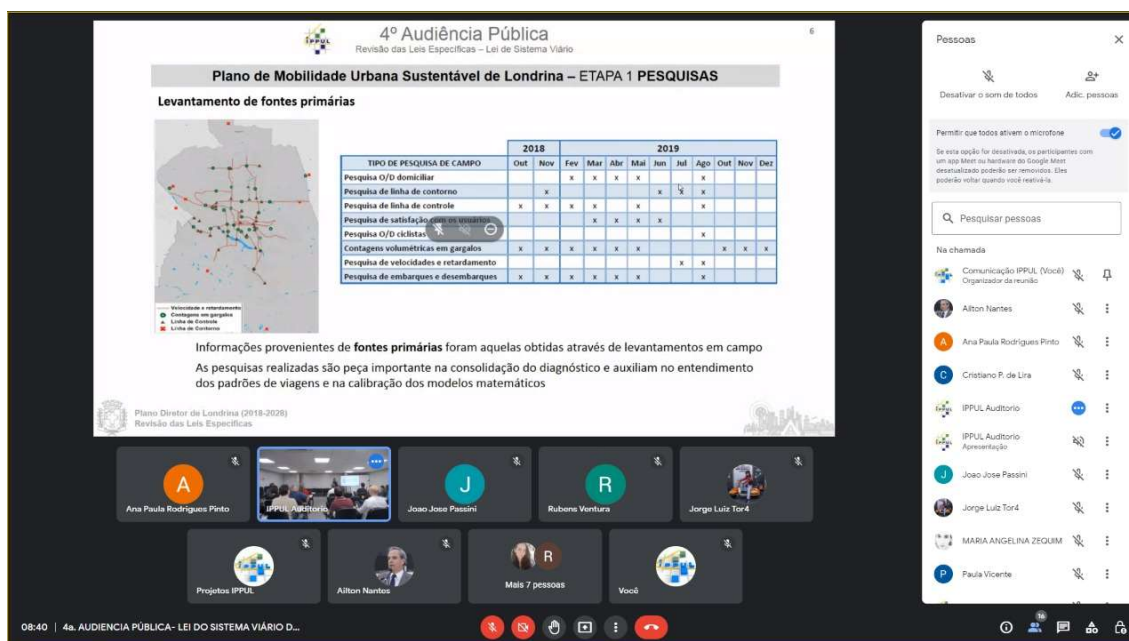 IPPUL
4º Audiência Pública
6
Revisão das Leis Específicas – Lei de Sistema Viário
Plano de Mobilidade Urbana Sustentável de Londrina – ETAPA 1 PESQUISAS
Levantamento de fontes primárias
2018 2019
TIPO DE PESQUISA DE CAMPO Out Nov Fev Mar Abr Mai Jun Jul Ago Out Nov Dez
Pesquisa O/D domiciliar x x x x x
Pesquisa de linha de contorno x x x x
Pesquisa de linha de controle x x x x x x
Pesquisa de satisfação com os usuários x x x x
Pesquisa O/D ciclistas x
Contagens volumétricas em gargalos x x x x x x x x x
Pesquisa de velocidades e retardamento x x
Pesquisa de embarques e desembarques x x x x x x x
Velocidade e retardamento
Contagens em gargalos
Linha de Controle
Linha de Contorno
Informações provenientes de fontes primárias foram aquelas obtidas através de levantamentos em campo
As pesquisas realizadas são peça importante na consolidação do diagnóstico e auxiliam no entendimento
dos padrões de viagens e na calibração dos modelos matemáticos
Plano Diretor de Londrina (2018-2028)
Revisão das Leis Específicas
A
Ana Paula Rodrigues Pinto
IPPUL Auditorio
J
Joao Jose Passini
R
Rubens Ventura
Jorge Luiz Tor4
Projetos IPPUL
Ailton Nantes
R
Mais 7 pessoas
Você
08:40 | 4a. AUDIENCIA PÚBLICA- LEI DO SISTEMA VIÁRIO D...
Pessoas
Desativar o som de todos
Adic. pessoas
Permitir que todos ativem o microfone
Se esta opção for desativada, os participantes com
um app Meet ou hardware do Google Meet
desatualizado poderão ser removidos. Eles
poderão voltar quando você reativá-la.
Pesquisar pessoas
Na chamada
Comunicação IPPUL (Você)
Organizador da reunião
Ailton Nantes
A
Ana Paula Rodrigues Pinto
C
Cristiano P. de Lira
IPPUL Auditorio
IPPUL Auditorio
Apresentação
J
Joao Jose Passini
Jorge Luiz Tor4
MARIA ANGELINA ZEQUIM
P
Paula Vicente
16